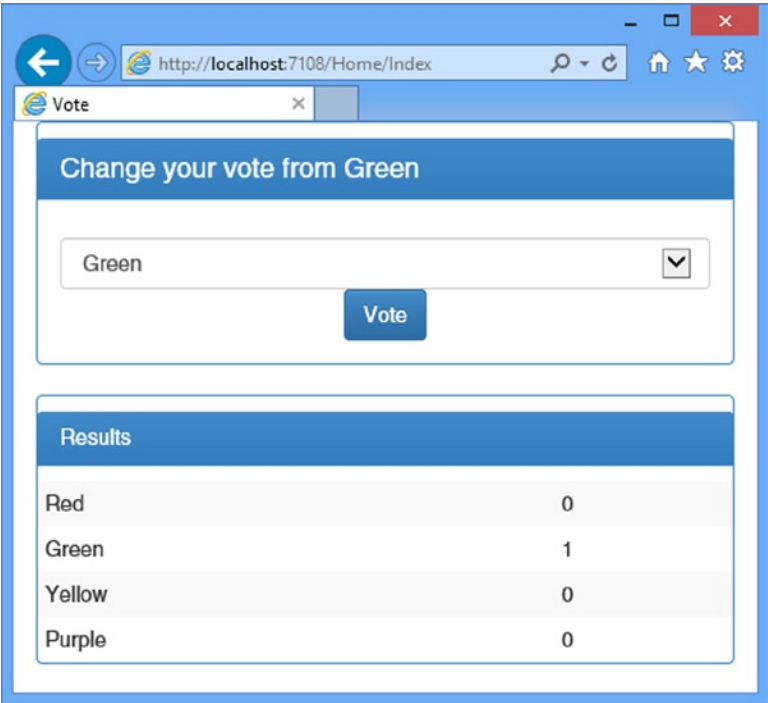 http://localhost:7108/Home/Index
Vote
Change your vote from Green
Green
Vote
Results
Red 0
Green 1
Yellow 0
Purple 0